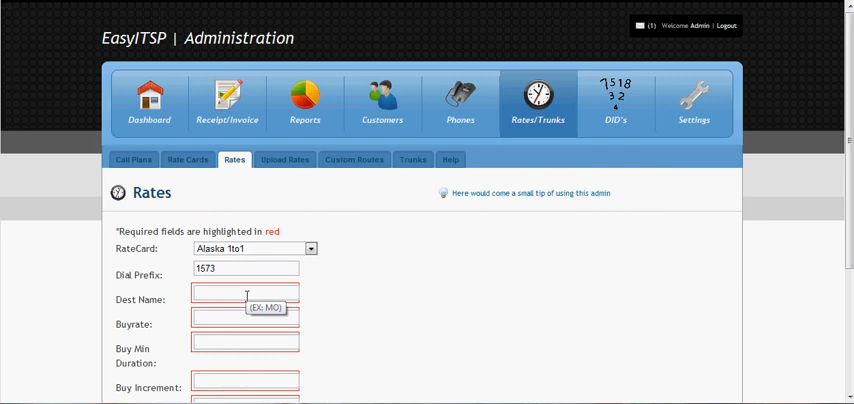 EasyITSP | Administration
(1) Welcome Admin | Logout
7518
3 2
4
Dashboard Receipt/Invoice Reports Customers Phones Rates/Trunks DID's Settings
Call Plans Rate Cards Rates Upload Rates Custom Routes Trunks Help
Rates
Here would come a small tip of using this admin
*Required fields are highlighted in red
RateCard: Alaska 1to1
Dial Prefix: 1573
Dest Name:
(EX: MO)
Buyrate:
Buy Min
Duration:
Buy Increment: